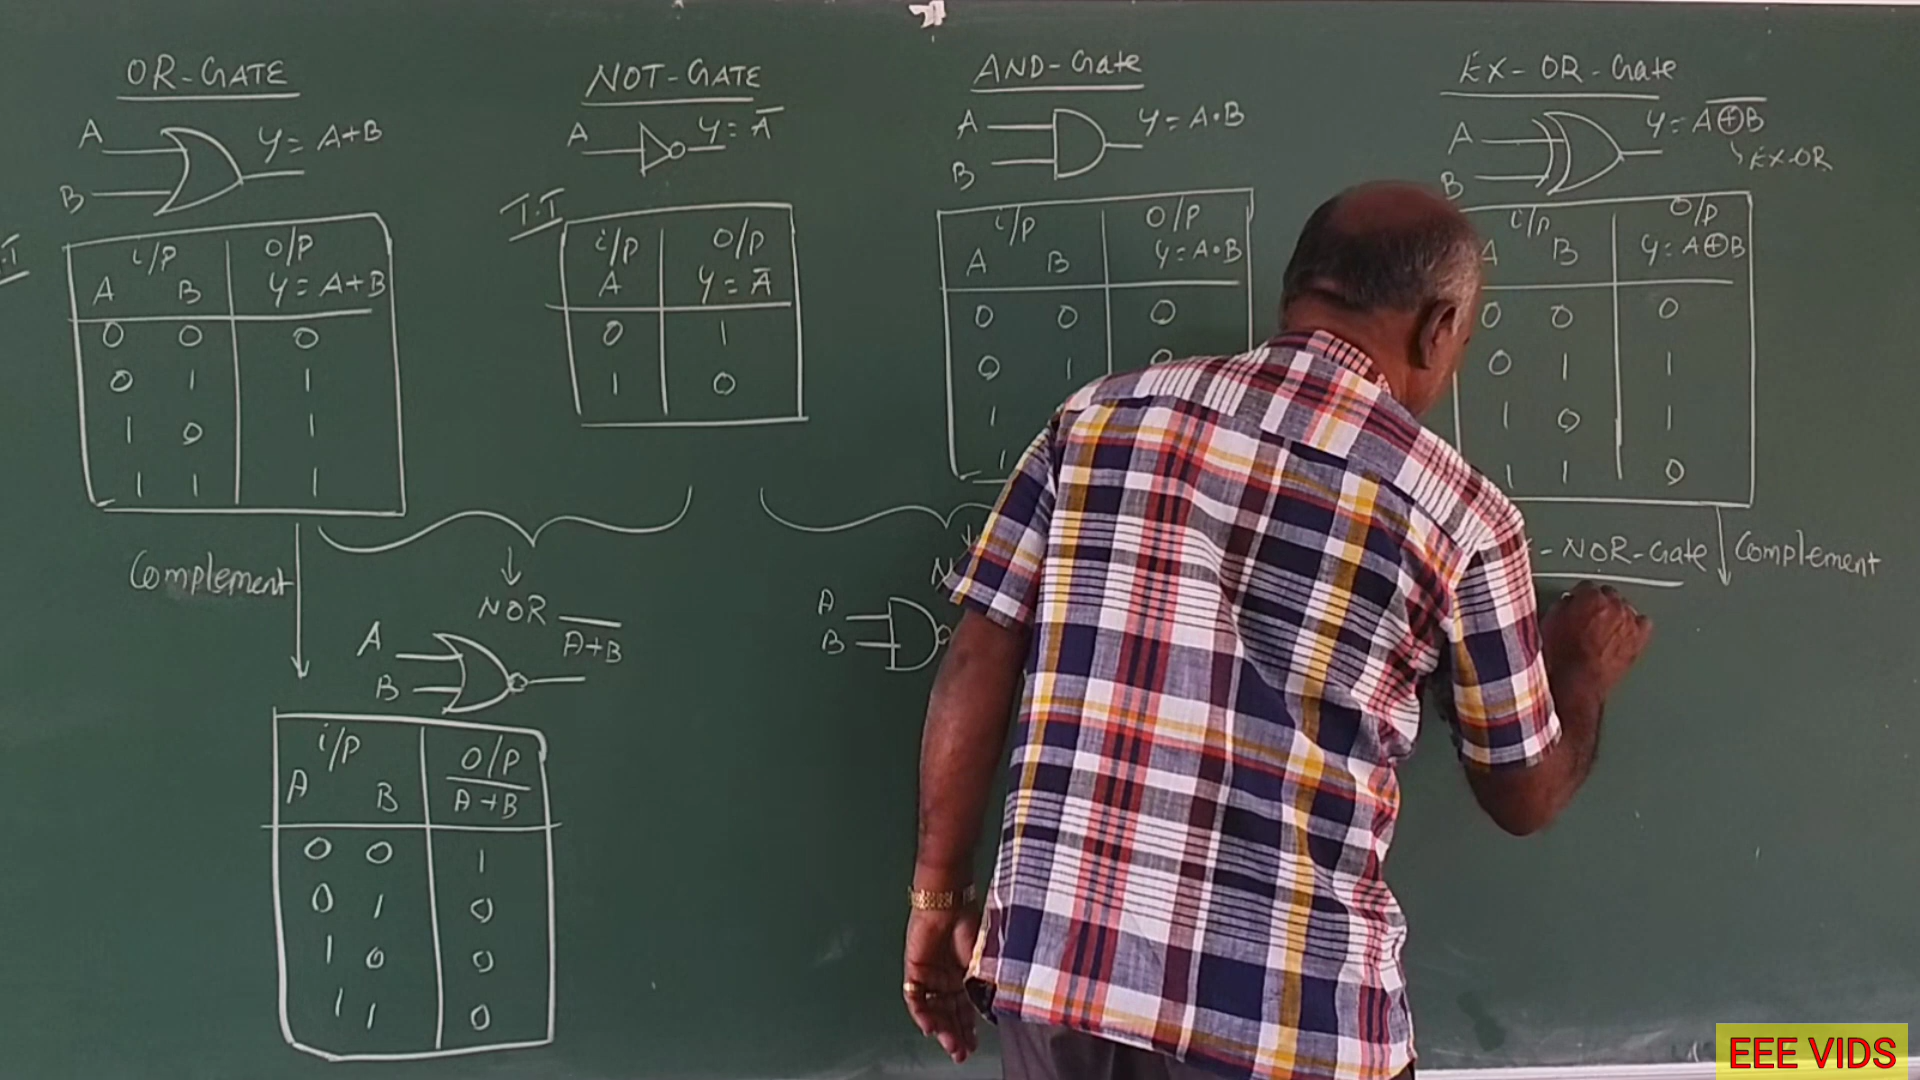 OR-GATE
A
B
Y = A+B
i/p O/P
A B Y = A+B
0 0 0
0 1 1
1 0 1
1 1 1
Complement
NOT-GATE
A
Y = A̅
T.T
i/p O/P
A Y = A̅
0 1
1 0
NOR
A
B
A̅+̅B̅
i/p O/P
A B A̅+̅B̅
0 0 1
0 1 0
1 0 0
1 1 0
AND-Gate
A
B
Y = A.B
i/p O/P
A B Y = A.B
0 0 0
0 1 0
1
1
A
B
EX-OR-Gate
A
B
Y = A̅⊕̅B̅
EX-OR
i/p O/P
A B Y = A⊕B
0 0 0
0 1 1
1 0 1
1 1 0
- NOR-Gate
Complement
EEE VIDS